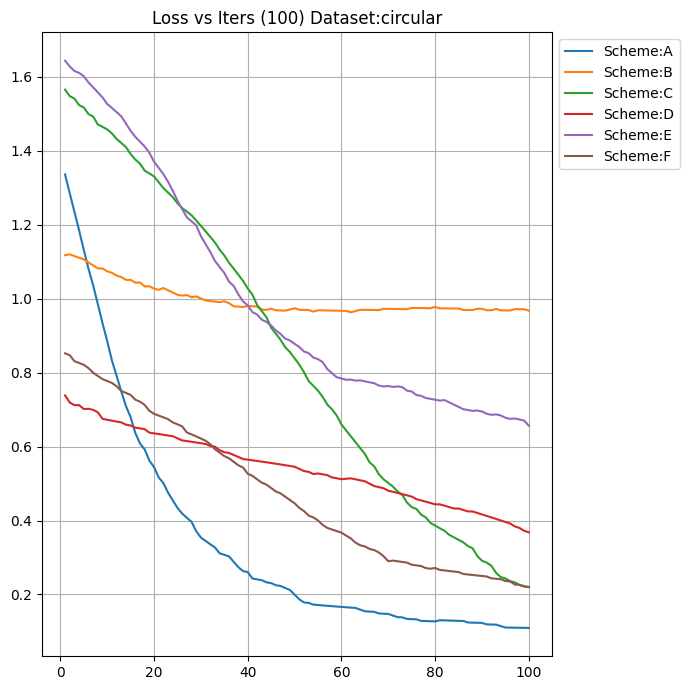 Loss vs Iters (100) Dataset:circular
Scheme:A
Scheme:B
Scheme:C
Scheme:D
Scheme:E
Scheme:F
1.6
1.4
1.2
1.0
0.8
0.6
0.4
0.2
0 20 40 60 80 100